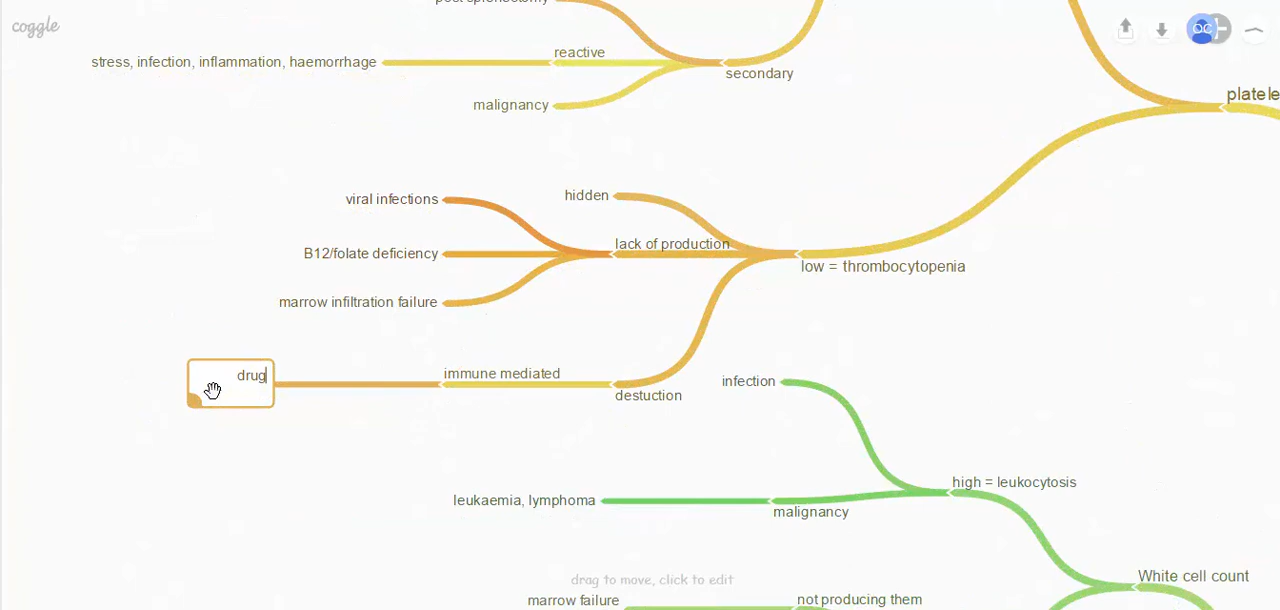 coggle
stress, infection, inflammation, haemorrhage
reactive
secondary
malignancy
OC
viral infections
hidden
B12/folate deficiency
lack of production
low = thrombocytopenia
marrow infiltration failure
drug
immune mediated
destuction
infection
high = leukocytosis
leukaemia, lymphoma
malignancy
drag to move, click to edit
White cell count
marrow failure
not producing them